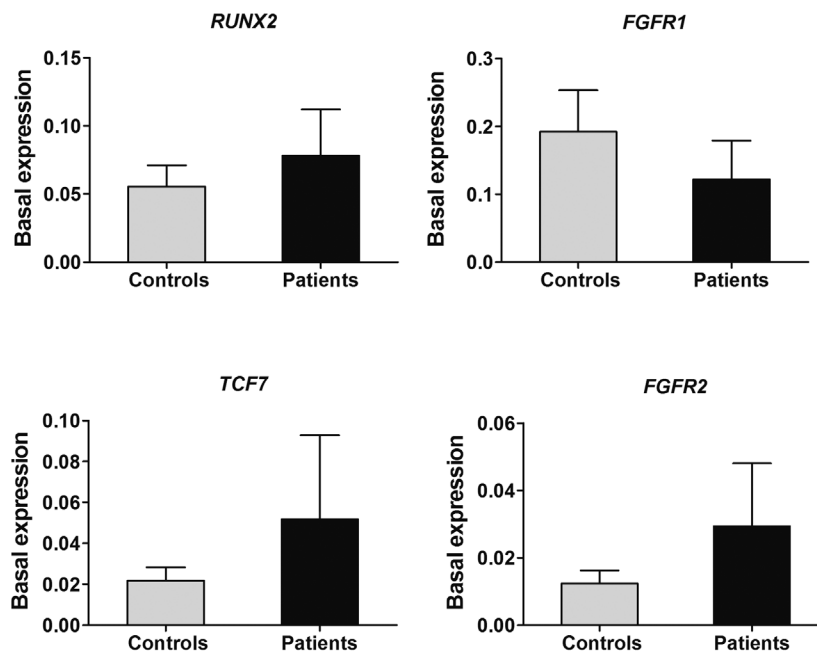 RUNX2
Basal expression
0.15
0.10
0.05
0.00
Controls Patients
FGFR1
Basal expression
0.3
0.2
0.1
0.0
Controls Patients
TCF7
Basal expression
0.10
0.08
0.06
0.04
0.02
0.00
Controls Patients
FGFR2
Basal expression
0.06
0.04
0.02
0.00
Controls Patients